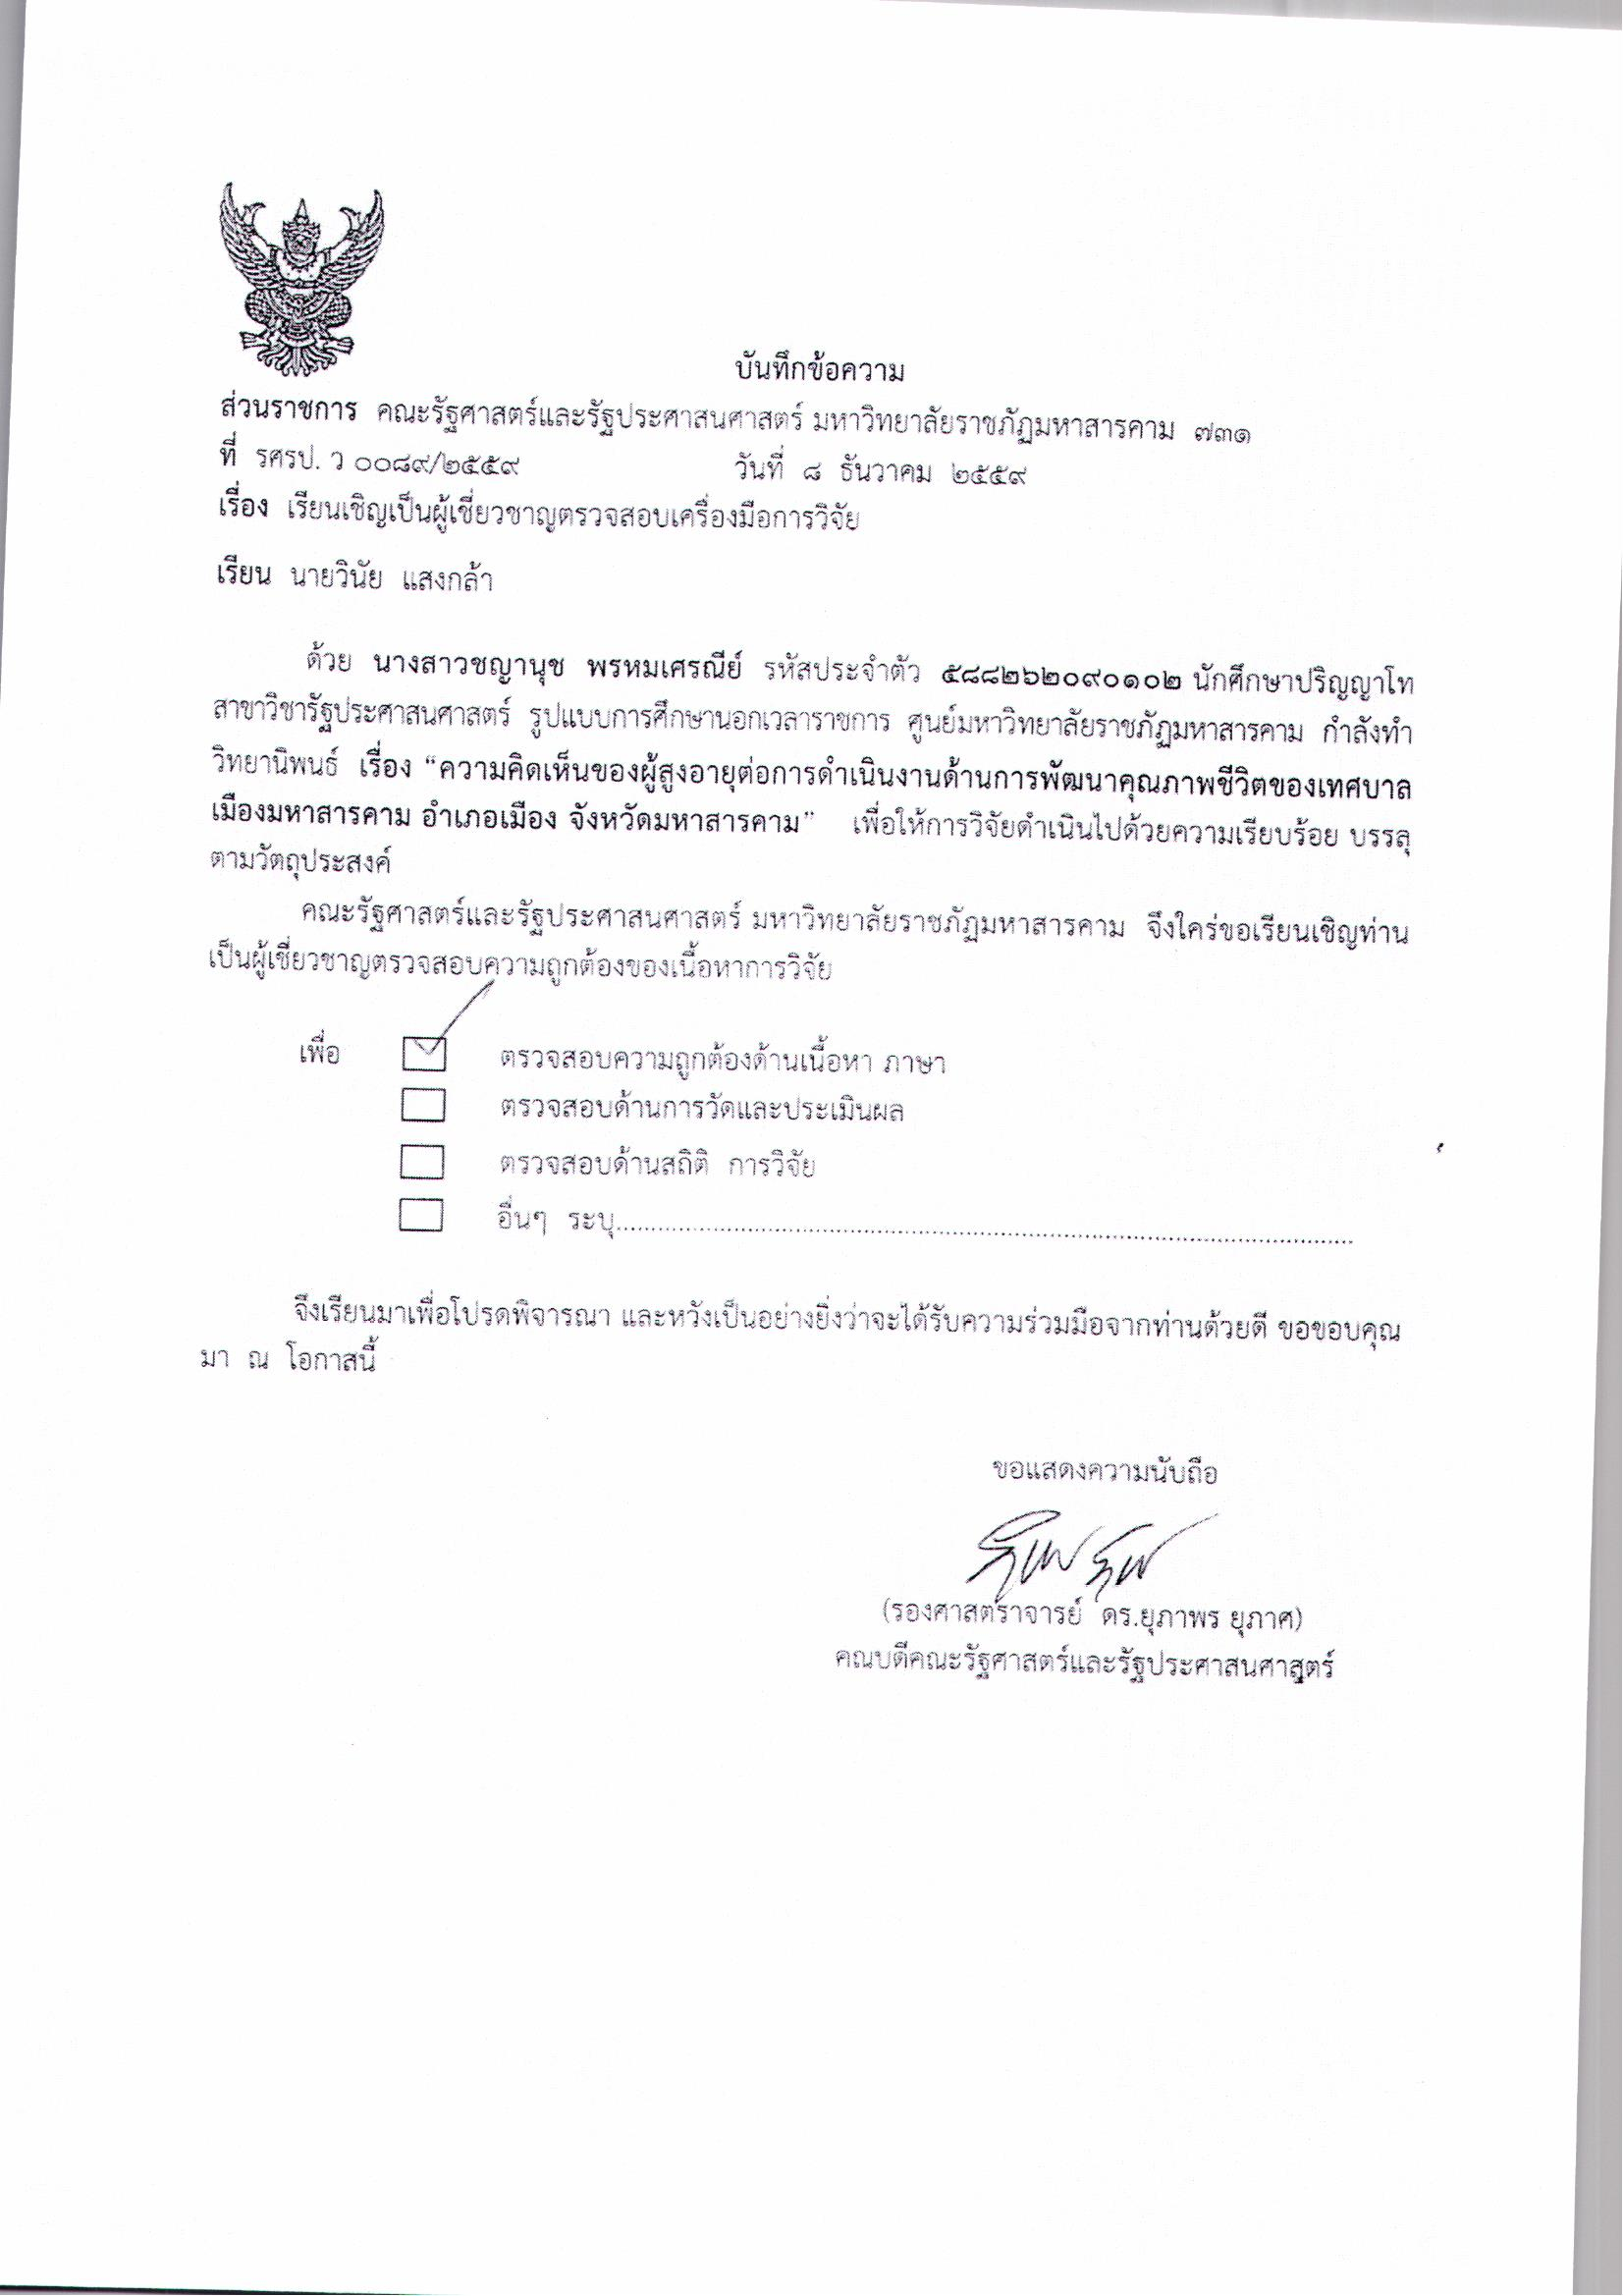 บันทึกข้อความ
ส่วนราชการ คณะรัฐศาสตร์และรัฐประศาสนศาสตร์ มหาวิทยาลัยราชภัฏมหาสารคาม ๗๓๑
ที่ รศรป. ว ๐๐๘๙/๒๕๕๙ วันที่ ๘ ธันวาคม ๒๕๕๙
เรื่อง เรียนเชิญเป็นผู้เชี่ยวชาญตรวจสอบเครื่องมือการวิจัย
เรียน นายวินัย แสงกล้า
ด้วย นางสาวชญานุช พรหมเศรณีย์ รหัสประจำตัว ๕๘๘๒๖๒๐๙๐๑๐๒ นักศึกษาปริญญาโท
สาขาวิชารัฐประศาสนศาสตร์ รูปแบบการศึกษานอกเวลาราชการ ศูนย์มหาวิทยาลัยราชภัฏมหาสารคาม กำลังทำ
วิทยานิพนธ์ เรื่อง “ความคิดเห็นของผู้สูงอายุต่อการดำเนินงานด้านการพัฒนาคุณภาพชีวิตของเทศบาล
เมืองมหาสารคาม อำเภอเมือง จังหวัดมหาสารคาม” เพื่อให้การวิจัยดำเนินไปด้วยความเรียบร้อย บรรลุ
ตามวัตถุประสงค์
คณะรัฐศาสตร์และรัฐประศาสนศาสตร์ มหาวิทยาลัยราชภัฏมหาสารคาม จึงใคร่ขอเรียนเชิญท่าน
เป็นผู้เชี่ยวชาญตรวจสอบความถูกต้องของเนื้อหาการวิจัย
เพื่อ ตรวจสอบความถูกต้องด้านเนื้อหา ภาษา
ตรวจสอบด้านการวัดและประเมินผล
ตรวจสอบด้านสถิติ การวิจัย
อื่นๆ ระบุ..........................................................................................
จึงเรียนมาเพื่อโปรดพิจารณา และหวังเป็นอย่างยิ่งว่าจะได้รับความร่วมมือจากท่านด้วยดี ขอขอบคุณ
มา ณ โอกาสนี้
ขอแสดงความนับถือ
(รองศาสตราจารย์ ดร.ยุภาพร ยุภาศ)
คณบดีคณะรัฐศาสตร์และรัฐประศาสนศาสตร์